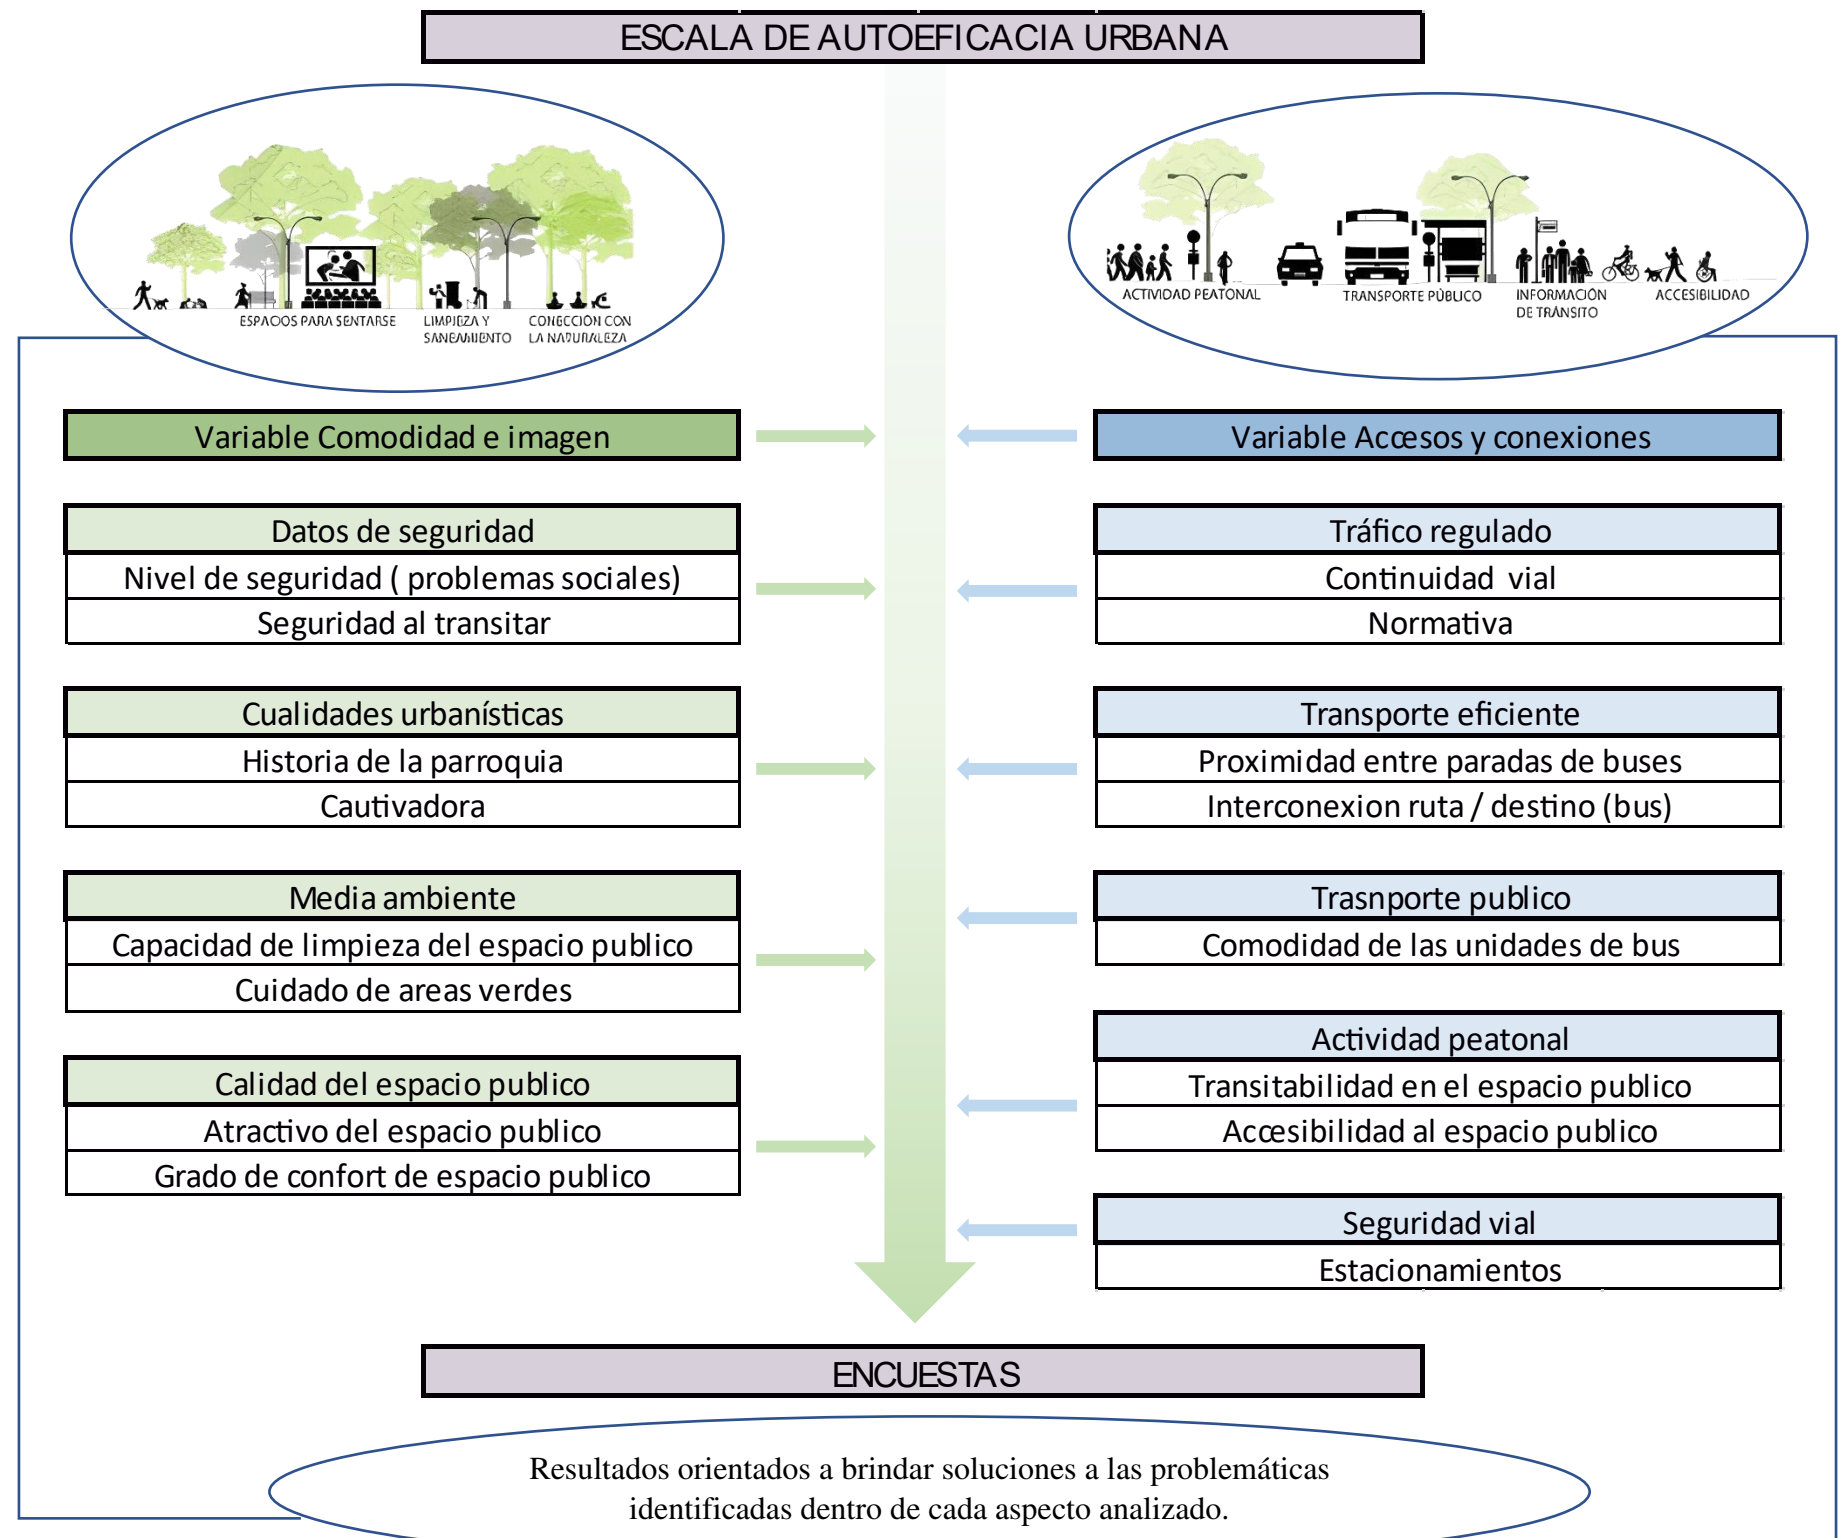 ESCALA DE AUTOEFICACIA URBANA
ESPACIOS PARA SENTARSE
LIMPIEZA Y
SANEAMIENTO
CONECCIÓN CON
LA NATURALEZA
ACTIVIDAD PEATONAL
TRANSPORTE PÙBLICO
INFORMACIÓN
DE TRÀNSITO
ACCESIBILIDAD
Variable Comodidad e imagen
Datos de seguridad
Nivel de seguridad ( problemas sociales)
Seguridad al transitar
Cualidades urbanísticas
Historia de la parroquia
Cautivadora
Media ambiente
Capacidad de limpieza del espacio publico
Cuidado de areas verdes
Calidad del espacio publico
Atractivo del espacio publico
Grado de confort de espacio publico
Variable Accesos y conexiones
Tráfico regulado
Continuidad vial
Normativa
Transporte eficiente
Proximidad entre paradas de buses
Interconexion ruta / destino (bus)
Trasnporte publico
Comodidad de las unidades de bus
Actividad peatonal
Transitabilidad en el espacio publico
Accesibilidad al espacio publico
Seguridad vial
Estacionamientos
ENCUESTAS
Resultados orientados a brindar soluciones a las problemáticas
identificadas dentro de cada aspecto analizado.